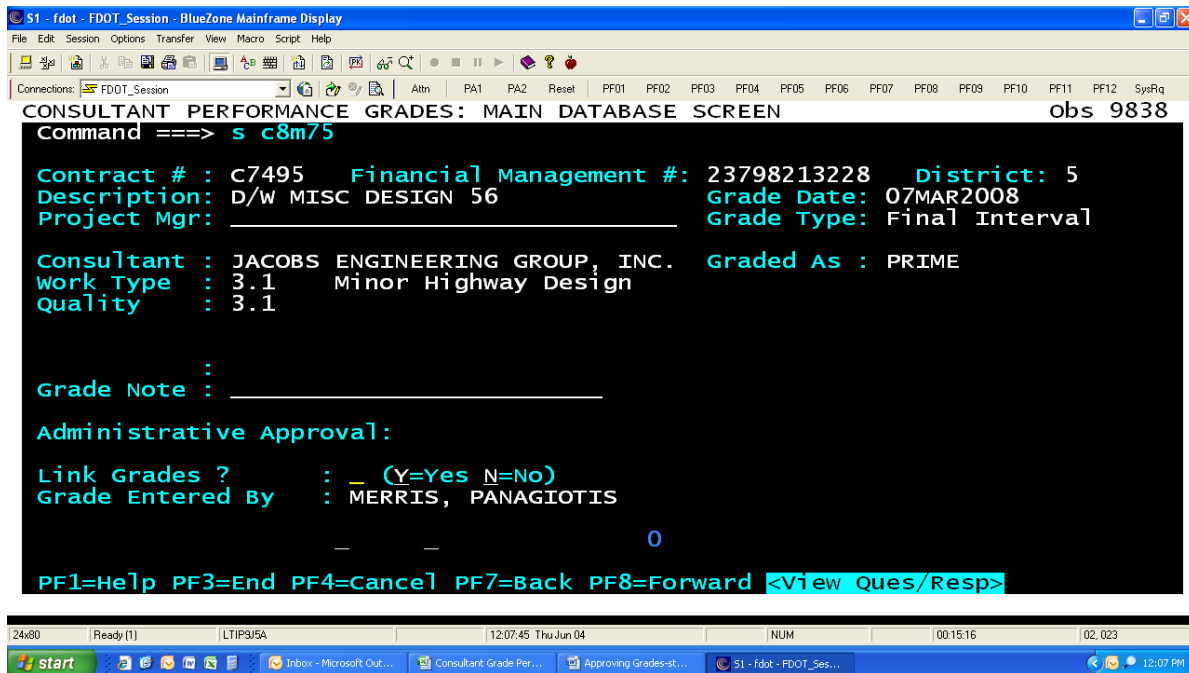 S1 - fdot - FDOT_Session - BlueZone Mainframe Display
File Edit Session Options Transfer View Macro Script Help
Connections: FDOT_Session Attn PA1 PA2 Reset PF01 PF02 PF03 PF04 PF05 PF06 PF07 PF08 PF09 PF10 PF11 PF12 SysRq
CONSULTANT PERFORMANCE GRADES: MAIN DATABASE SCREEN Obs 9838
Command ===> s c8m75
Contract # : C7495 Financial Management #: 23798213228 District: 5
Description: D/W MISC DESIGN 56 Grade Date: 07MAR2008
Project Mgr: Grade Type: Final Interval
Consultant : JACOBS ENGINEERING GROUP, INC. Graded As : PRIME
Work Type : 3.1 Minor Highway Design
Quality : 3.1
:
Grade Note :
Administrative Approval:
Link Grades ? : _ (Y=Yes N=No)
Grade Entered By : MERRIS, PANAGIOTIS
_ _ 0
PF1=Help PF3=End PF4=Cancel PF7=Back PF8=Forward <View Ques/Resp>
24x80 Ready (1) LTIP9J5A 12:07:45 Thu Jun 04 NUM 00:15:16 02, 023
start Inbox - Microsoft Out... Consultant Grade Per... Approving Grades-st... S1 - fdot - FDOT_Ses... 12:07 PM